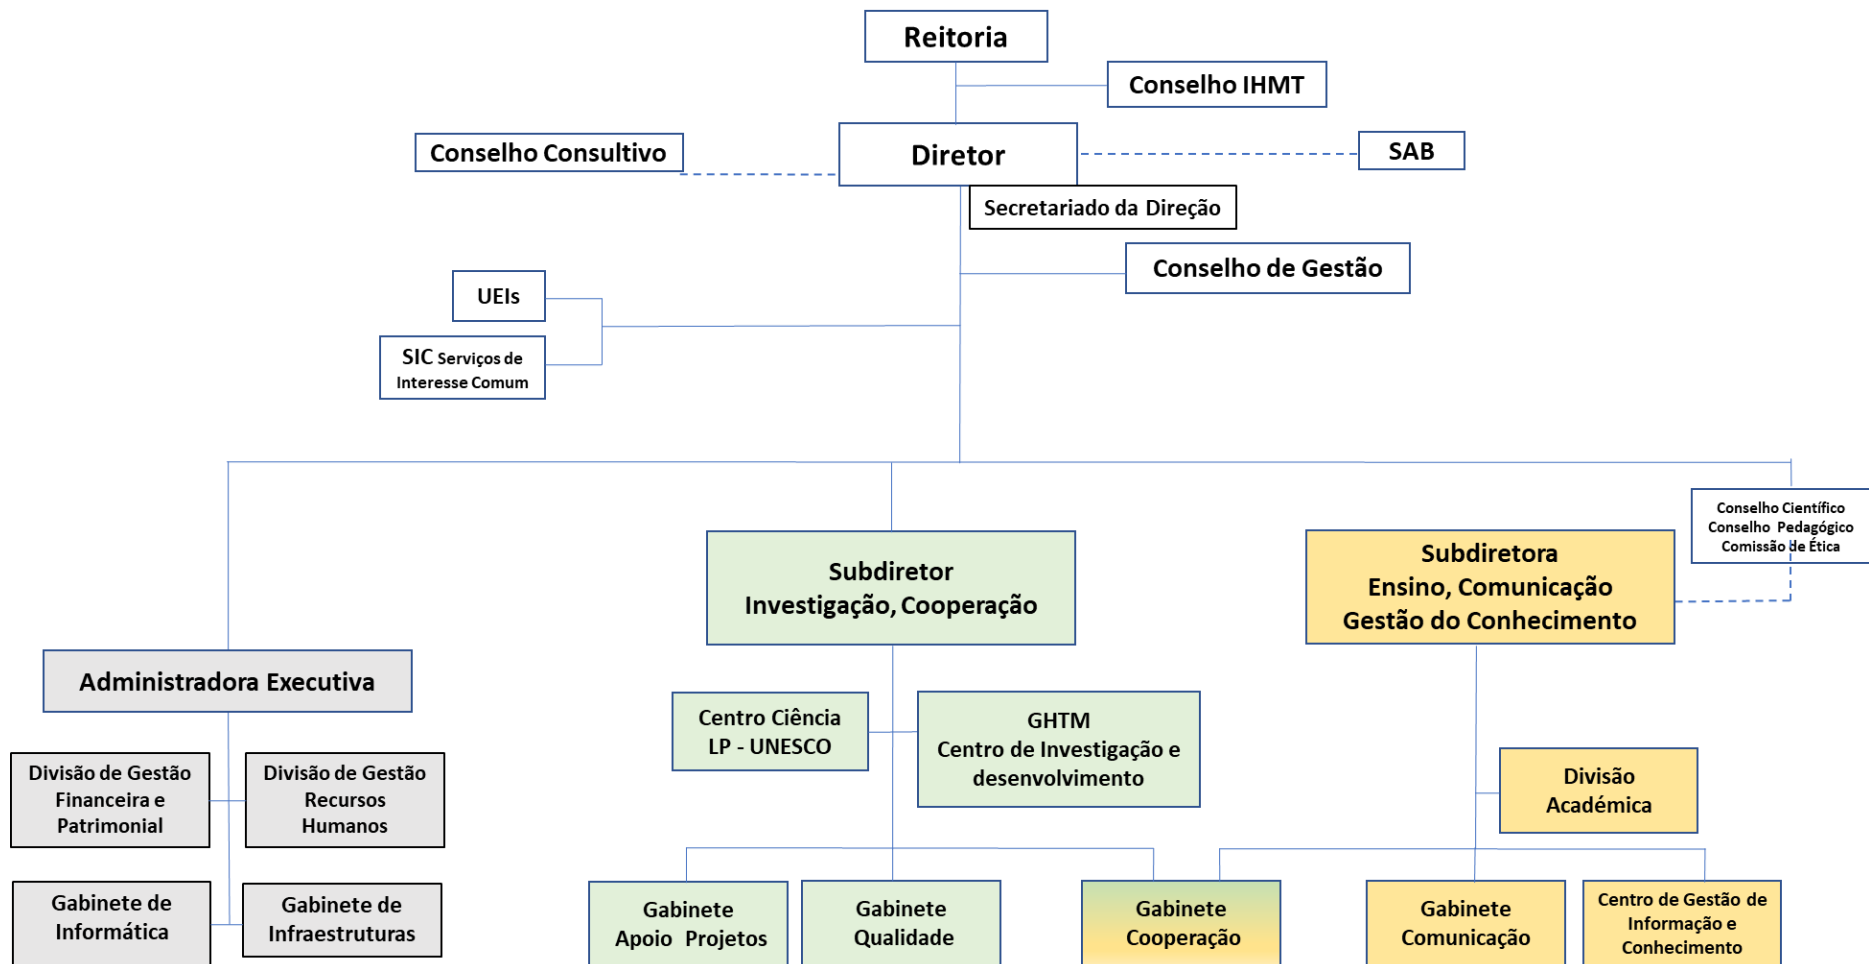 Reitoria
Conselho IHMT
Conselho Consultivo
Diretor
SAB
Secretariado da Direção
Conselho de Gestão
UEIs
SIC Serviços de
Interesse Comum
Conselho Científico
Conselho Pedagógico
Comissão de Ética
Subdiretor
Investigação, Cooperação
Subdiretora
Ensino, Comunicação
Gestão do Conhecimento
Administradora Executiva
Centro Ciência
LP - UNESCO
GHTM
Centro de Investigação e
desenvolvimento
Divisão de Gestão
Financeira e
Patrimonial
Divisão de Gestão
Recursos
Humanos
Divisão
Académica
Gabinete de
Informática
Gabinete de
Infraestruturas
Gabinete
Apoio Projetos
Gabinete
Qualidade
Gabinete
Cooperação
Gabinete
Comunicação
Centro de Gestão de
Informação e
Conhecimento